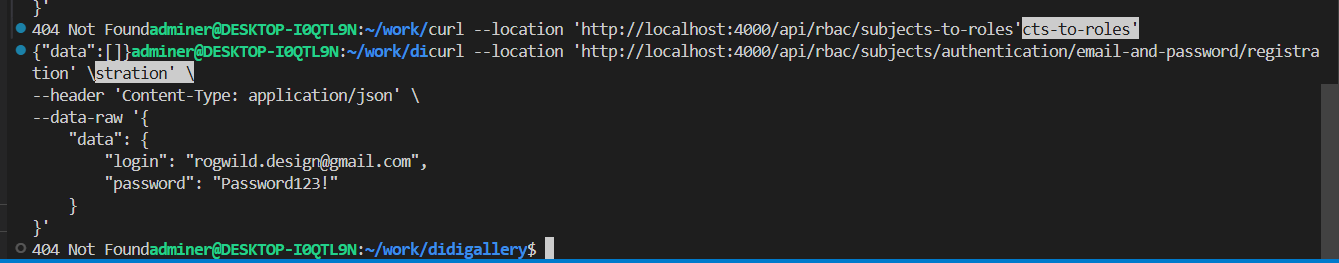 }'
404 Not Foundadminer@DESKTOP-I0QTL9N:~/work/curl --location 'http://localhost:4000/api/rbac/subjects-to-roles'cts-to-roles'
{"data":[]}adminer@DESKTOP-I0QTL9N:~/work/dicurl --location 'http://localhost:4000/api/rbac/subjects/authentication/email-and-password/registra
tion' \stration' \
--header 'Content-Type: application/json' \
--data-raw '{
    "data": {
        "login": "rogwild.design@gmail.com",
        "password": "Password123!"
    }
}'
404 Not Foundadminer@DESKTOP-I0QTL9N:~/work/didigallery$